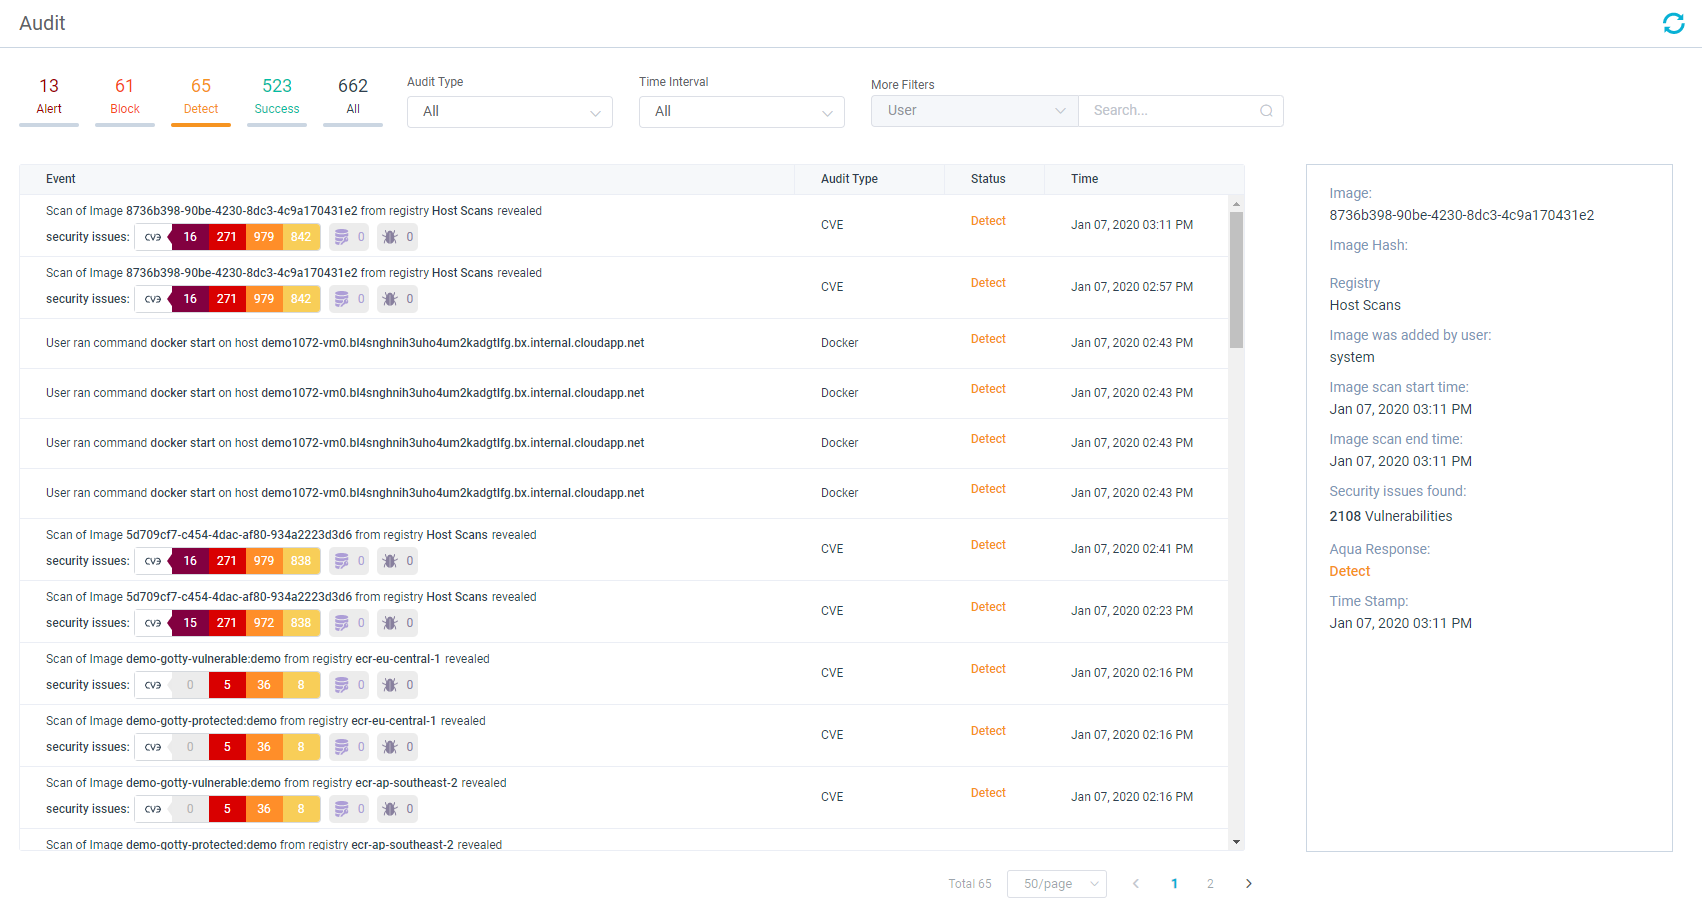 Audit
13 61 65 523 662
Alert Block Detect Success All
Audit Type
All
Time Interval
All
More Filters
User Search...
Event Audit Type Status Time
Scan of Image 8736b398-90be-4230-8dc3-4c9a170431e2 from registry Host Scans revealed
security issues: CVE 16 271 979 842 0 0 CVE Detect Jan 07, 2020 03:11 PM
Scan of Image 8736b398-90be-4230-8dc3-4c9a170431e2 from registry Host Scans revealed
security issues: CVE 16 271 979 842 0 0 CVE Detect Jan 07, 2020 02:57 PM
User ran command docker start on host demo1072-vm0.bl4snghnih3uho4um2kadgtlfg.bx.internal.cloudapp.net Docker Detect Jan 07, 2020 02:43 PM
User ran command docker start on host demo1072-vm0.bl4snghnih3uho4um2kadgtlfg.bx.internal.cloudapp.net Docker Detect Jan 07, 2020 02:43 PM
User ran command docker start on host demo1072-vm0.bl4snghnih3uho4um2kadgtlfg.bx.internal.cloudapp.net Docker Detect Jan 07, 2020 02:43 PM
User ran command docker start on host demo1072-vm0.bl4snghnih3uho4um2kadgtlfg.bx.internal.cloudapp.net Docker Detect Jan 07, 2020 02:43 PM
Scan of Image 5d709cf7-c454-4dac-af80-934a2223d3d6 from registry Host Scans revealed
security issues: CVE 16 271 979 838 0 0 CVE Detect Jan 07, 2020 02:41 PM
Scan of Image 5d709cf7-c454-4dac-af80-934a2223d3d6 from registry Host Scans revealed
security issues: CVE 15 271 972 838 0 0 CVE Detect Jan 07, 2020 02:23 PM
Scan of Image demo-gotty-vulnerable:demo from registry ecr-eu-central-1 revealed
security issues: CVE 0 5 36 8 0 0 CVE Detect Jan 07, 2020 02:16 PM
Scan of Image demo-gotty-protected:demo from registry ecr-eu-central-1 revealed
security issues: CVE 0 5 36 8 0 0 CVE Detect Jan 07, 2020 02:16 PM
Scan of Image demo-gotty-vulnerable:demo from registry ecr-ap-southeast-2 revealed
security issues: CVE 0 5 36 8 0 0 CVE Detect Jan 07, 2020 02:16 PM
Scan of Image demo-gotty-protected:demo from registry ecr-ap-southeast-2 revealed
Total 65 50/page 1 2
Image:
8736b398-90be-4230-8dc3-4c9a170431e2
Image Hash:
Registry
Host Scans
Image was added by user:
system
Image scan start time:
Jan 07, 2020 03:11 PM
Image scan end time:
Jan 07, 2020 03:11 PM
Security issues found:
2108 Vulnerabilities
Aqua Response:
Detect
Time Stamp:
Jan 07, 2020 03:11 PM